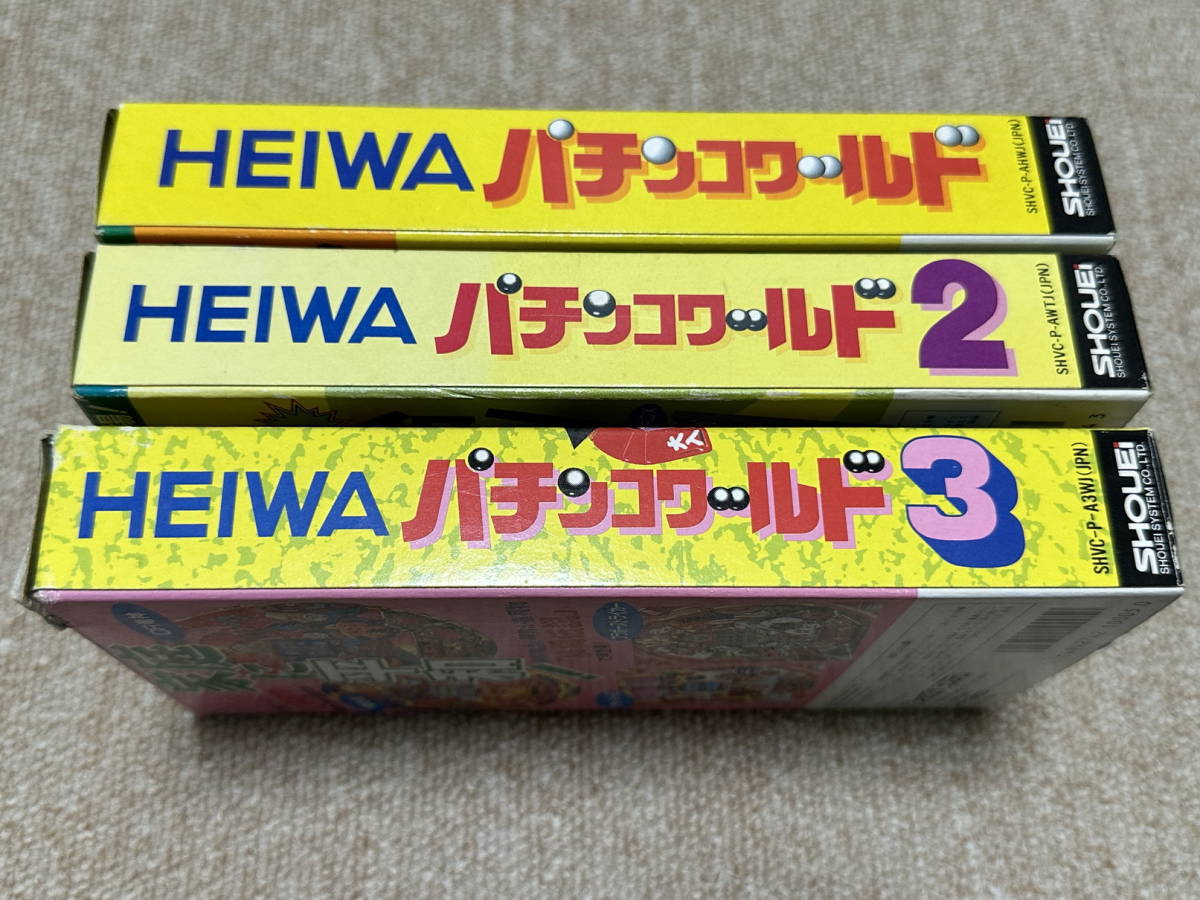 HEIWA パチンコワールド
SHVC-P-AHWJ(JPN)
SHOUEi
SHOUEI SYSTEM CO.,LTD.
HEIWA パチンコワールド2
SHVC-P-AWTJ(JPN)
SHOUEi
SHOUEI SYSTEM CO.,LTD.
HEIWA パチンコワールド3
SHVC-P-A3WJ(JPN)
SHOUEi
SHOUEI SYSTEM CO.,LTD.